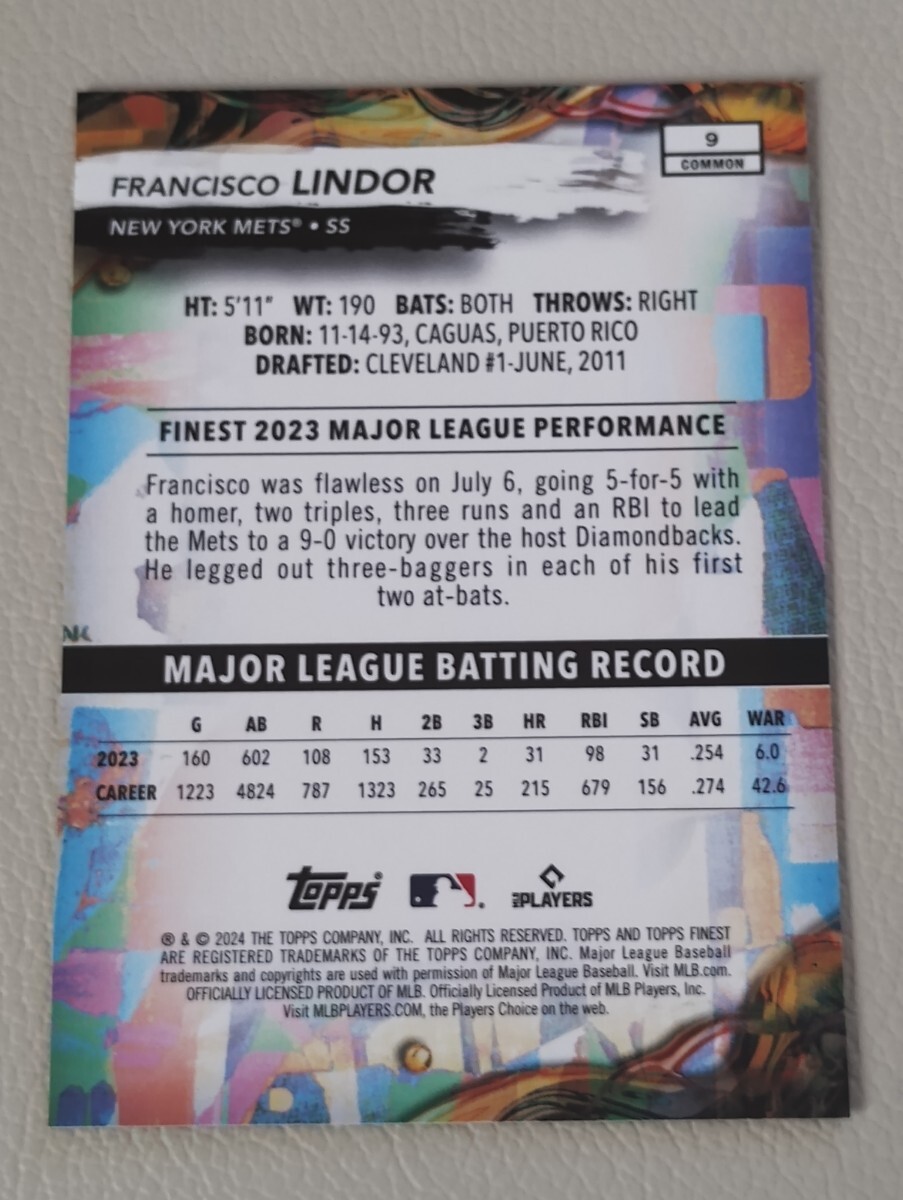 9
COMMON
FRANCISCO LINDOR
NEW YORK METS® • SS
HT: 5'11" WT: 190 BATS: BOTH THROWS: RIGHT
BORN: 11-14-93, CAGUAS, PUERTO RICO
DRAFTED: CLEVELAND #1-JUNE, 2011
FINEST 2023 MAJOR LEAGUE PERFORMANCE
Francisco was flawless on July 6, going 5-for-5 with
a homer, two triples, three runs and an RBI to lead
the Mets to a 9-0 victory over the host Diamondbacks.
He legged out three-baggers in each of his first
two at-bats.
MAJOR LEAGUE BATTING RECORD
G AB R H 2B 3B HR RBI SB AVG WAR
2023 160 602 108 153 33 2 31 98 31 .254 6.0
CAREER 1223 4824 787 1323 265 25 215 679 156 .274 42.6
Topps® PLAYERS
® & © 2024 THE TOPPS COMPANY, INC. ALL RIGHTS RESERVED. TOPPS AND TOPPS FINEST
ARE REGISTERED TRADEMARKS OF THE TOPPS COMPANY, INC. Major League Baseball
trademarks and copyrights are used with permission of Major League Baseball. Visit MLB.com.
OFFICIALLY LICENSED PRODUCT OF MLB. Officially Licensed Product of MLB Players, Inc.
Visit MLBPLAYERS.COM, the Players Choice on the web.